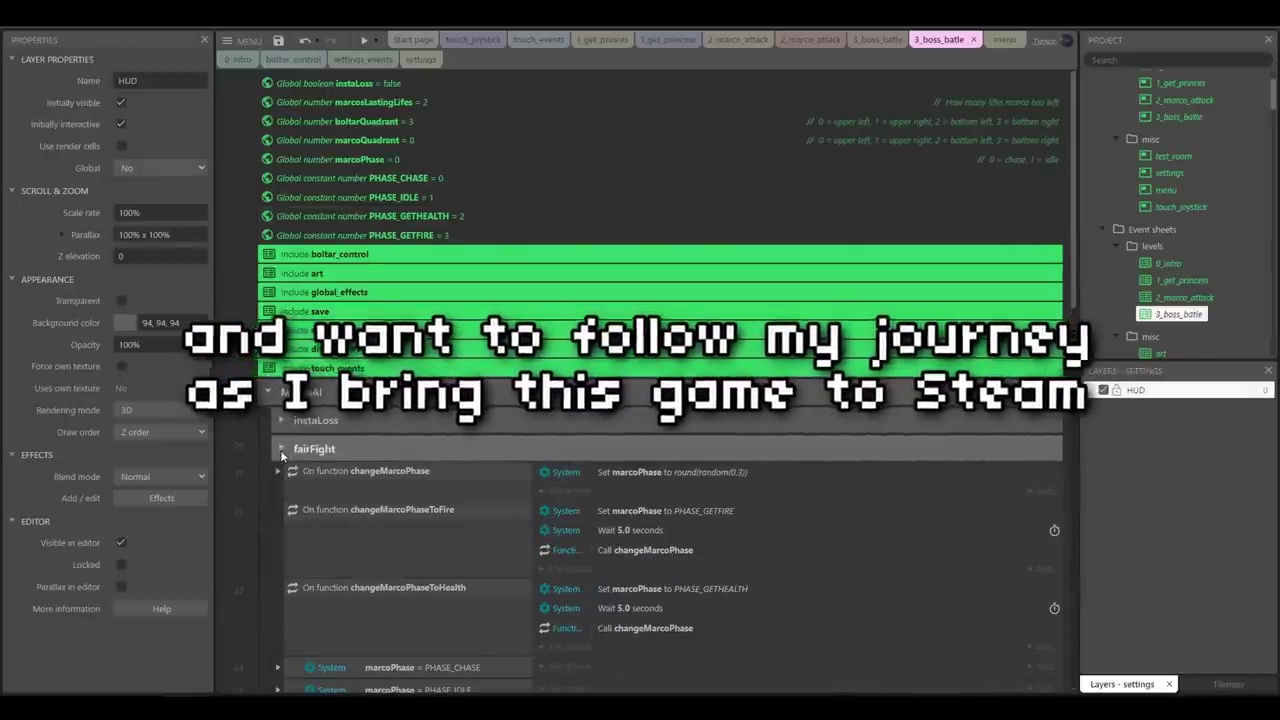 PROPERTIES
LAYER PROPERTIES
Name HUD
Initially visible
Initially interactive
Use render cells
Global No
SCROLL & ZOOM
Scale rate 100%
Parallax 100% x 100%
Z elevation 0
APPEARANCE
Transparent
Background color 94, 94, 94
Opacity 100%
Force own texture
Uses own texture No
Rendering mode 3D
Draw order Z order
EFFECTS
Blend mode Normal
Add / edit Effects
EDITOR
Visible in editor
Locked
Parallax in editor
More information Help
MENU
Start page touch_joystick touch_events 1_get_princes 1_get_princess 2_marco_attack 2_marco_attack 3_boss_batle 3_boss_batle menu
0_intro boltar_control settings_events settings
Global boolean instaLoss = false
Global number marcosLastingLifes = 2 // How many lifes marco has left
Global number boltarQuadrant = 3 // 0 = upper left, 1 = upper right, 2 = bottom left, 3 = bottom right
Global number marcoQuadrant = 0 // 0 = upper left, 1 = upper right, 2 = bottom left, 3 = bottom right
Global number marcoPhase = 0 // 0 = chase, 1 = idle
Global constant number PHASE_CHASE = 0
Global constant number PHASE_IDLE = 1
Global constant number PHASE_GETHEALTH = 2
Global constant number PHASE_GETFIRE = 3
Include boltar_control
Include art
Include global_effects
Include save
touch_events
and want to follow my journey
as I bring this game to Steam
instaLoss
fairFight
On function changeMarcoPhase System Set marcoPhase to round(random(0.3))
On function changeMarcoPhaseToFire System Set marcoPhase to PHASE_GETFIRE
System Wait 5.0 seconds
Functi... Call changeMarcoPhase
On function changeMarcoPhaseToHealth System Set marcoPhase to PHASE_GETHEALTH
System Wait 5.0 seconds
Functi... Call changeMarcoPhase
System marcoPhase = PHASE_CHASE
marcoPhase = PHASE_IDLE
PROJECT
Search
1_get_princes
2_marco_attack
3_boss_batle
misc
test_room
settings
menu
touch_joystick
Event sheets
levels
0_intro
1_get_princess
2_marco_attack
3_boss_batle
misc
art
LAYERS - SETTINGS
HUD 0
Layers - settings
Tilemap